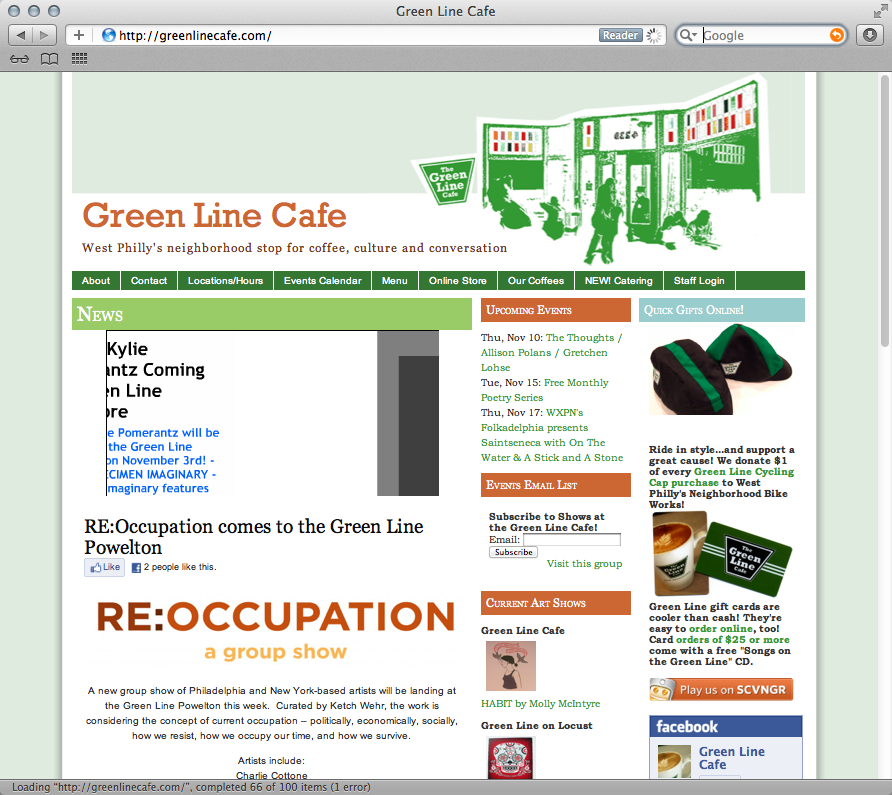 Green Line Cafe
http://greenlinecafe.com/
Reader
Google
The
Green
Line
Cafe
Green Line Cafe
West Philly's neighborhood stop for coffee, culture and conversation
About
Contact
Locations/Hours
Events Calendar
Menu
Online Store
Our Coffees
NEW! Catering
Staff Login
News
Kylie
antz Coming
en Line
ore
e Pomerantz will be
the Green Line
on November 3rd! -
CIMEN IMAGINARY -
maginary features
RE:Occupation comes to the Green Line
Powelton
Like
2 people like this.
RE:OCCUPATION
a group show
A new group show of Philadelphia and New York-based artists will be landing at
the Green Line Powelton this week. Curated by Ketch Wehr, the work is
considering the concept of current occupation – politically, economically, socially,
how we resist, how we occupy our time, and how we survive.
Artists include:
Charlie Cottone
Upcoming Events
Thu, Nov 10: The Thoughts /
Allison Polans / Gretchen
Lohse
Tue, Nov 15: Free Monthly
Poetry Series
Thu, Nov 17: WXPN's
Folkadelphia presents
Saintseneca with On The
Water & A Stick and A Stone
Events Email List
Subscribe to Shows at
the Green Line Cafe!
Email:
Subscribe
Visit this group
Current Art Shows
Green Line Cafe
HABIT by Molly McIntyre
Green Line on Locust
Quick Gifts Online!
Ride in style...and support a
great cause! We donate $1
of every Green Line Cycling
Cap purchase to West
Philly's Neighborhood Bike
Works!
The
Green
Line
Cafe
Green Line gift cards are
cooler than cash! They're
easy to order online, too!
Card orders of $25 or more
come with a free "Songs on
the Green Line" CD.
Play us on SCVNGR
facebook
Green Line
Cafe
Loading "http://greenlinecafe.com/", completed 66 of 100 items (1 error)